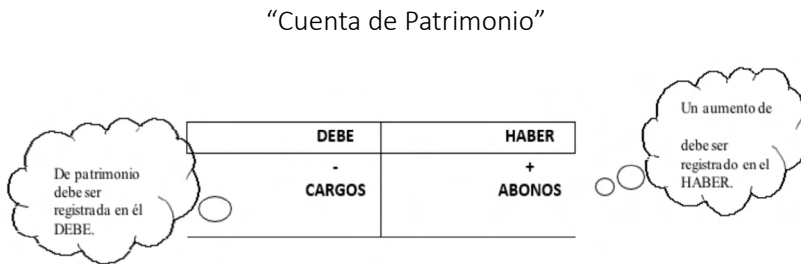 “Cuenta de Patrimonio”
De patrimonio
debe ser
registrada en él
DEBE.
DEBE HABER
- +
CARGOS ABONOS
Un aumento de
debe ser
registrado en el
HABER.